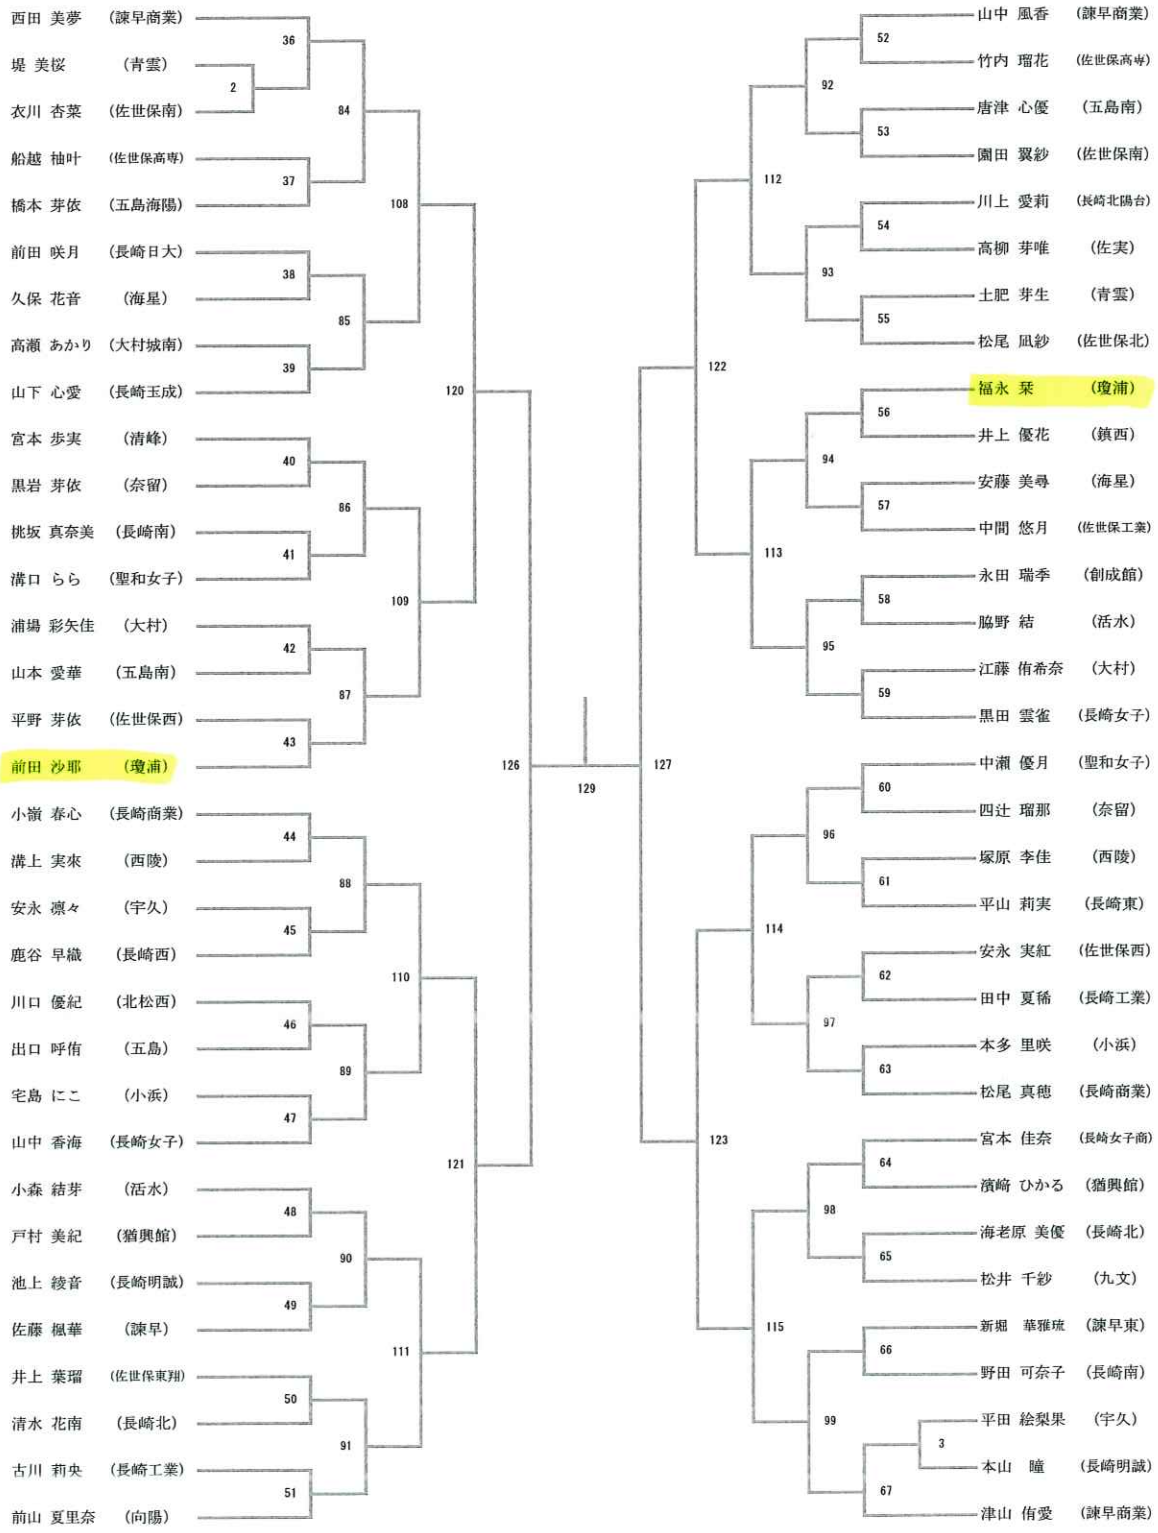 西田 美夢 (諫早商業)
36
堤 美桜 (青雲)
2
衣川 杏菜 (佐世保南)
84
船越 柚叶 (佐世保高専)
37
橋本 芽依 (五島海陽)
108
前田 咲月 (長崎日大)
38
久保 花音 (海星)
85
高瀬 あかり (大村城南)
39
山下 心愛 (長崎玉成)
120
宮本 歩実 (清峰)
40
黒岩 芽依 (奈留)
86
桃坂 真奈美 (長崎南)
41
溝口 らら (聖和女子)
109
浦場 彩矢佳 (大村)
42
山本 愛華 (五島南)
87
平野 芽依 (佐世保西)
43
前田 沙耶 (瓊浦)
126
小嶺 春心 (長崎商業)
44
溝上 実來 (西陵)
88
安永 凛々 (宇久)
45
鹿谷 早織 (長崎西)
110
川口 優紀 (北松西)
46
出口 呼侑 (五島)
89
宅島 にこ (小浜)
47
山中 香海 (長崎女子)
121
小森 結芽 (活水)
48
戸村 美紀 (猶興館)
90
池上 綾音 (長崎明誠)
49
佐藤 楓華 (諫早)
111
井上 葉瑠 (佐世保東翔)
50
清水 花南 (長崎北)
91
古川 莉央 (長崎工業)
51
前山 夏里奈 (向陽)
129
山中 風香 (諫早商業)
52
竹内 瑠花 (佐世保高専)
92
唐津 心優 (五島南)
53
園田 翼紗 (佐世保南)
112
川上 愛莉 (長崎北陽台)
54
高柳 芽唯 (佐実)
93
土肥 芽生 (青雲)
55
松尾 凪紗 (佐世保北)
122
福永 栞 (瓊浦)
56
井上 優花 (鎮西)
94
安藤 美尋 (海星)
57
中間 悠月 (佐世保工業)
113
永田 瑞季 (創成館)
58
脇野 結 (活水)
95
江藤 侑希奈 (大村)
59
黒田 雲雀 (長崎女子)
127
中瀬 優月 (聖和女子)
60
四辻 瑠那 (奈留)
96
塚原 李佳 (西陵)
61
平山 莉実 (長崎東)
114
安永 実紅 (佐世保西)
62
田中 夏稀 (長崎工業)
97
本多 里咲 (小浜)
63
松尾 真穂 (長崎商業)
123
宮本 佳奈 (長崎女子商)
64
濱﨑 ひかる (猶興館)
98
海老原 美優 (長崎北)
65
松井 千紗 (九文)
115
新堀 華雅琉 (諫早東)
66
野田 可奈子 (長崎南)
99
平田 絵梨果 (宇久)
3
本山 瞳 (長崎明誠)
67
津山 侑愛 (諫早商業)